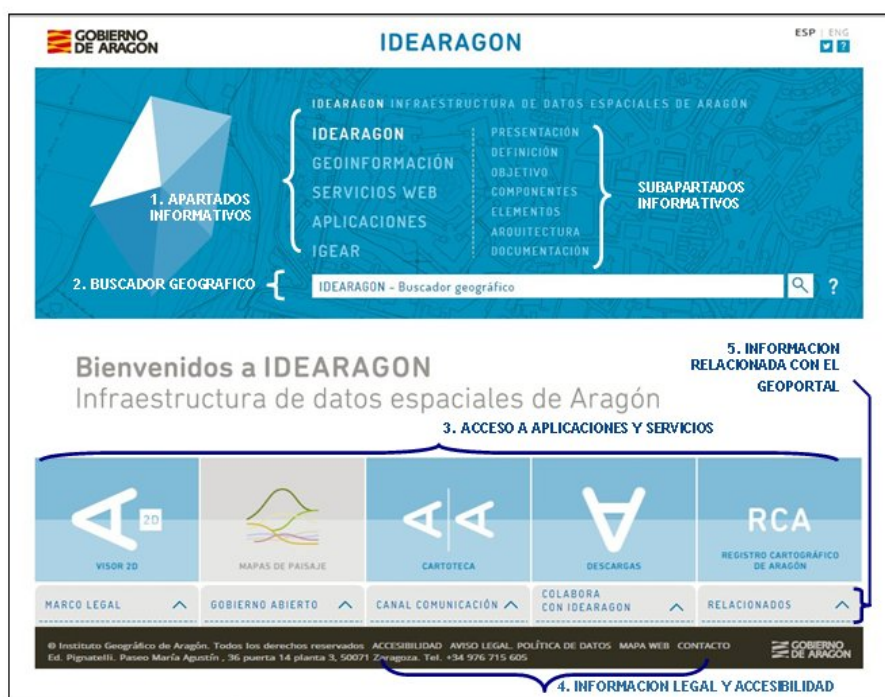 GOBIERNO
DE ARAGON
IDEARAGON
ESP | ENG
?
IDEARAGON INFRAESTRUCTURA DE DATOS ESPACIALES DE ARAGÓN
IDEARAGON
GEOINFORMACIÓN
SERVICIOS WEB
APLICACIONES
IGEAR
PRESENTACIÓN
DEFINICIÓN
OBJETIVO
COMPONENTES
ELEMENTOS
ARQUITECTURA
DOCUMENTACIÓN
1. APARTADOS
INFORMATIVOS
SUBAPARTADOS
INFORMATIVOS
2. BUSCADOR GEOGRAFICO
IDEARAGON - Buscador geográfico
?
5. INFORMACION
RELACIONADA CON EL
GEOPORTAL
Bienvenidos a IDEARAGON
Infraestructura de datos espaciales de Aragón
3. ACCESO A APLICACIONES Y SERVICIOS
2D
VISOR 2D
MAPAS DE PAISAJE
A A
CARTOTECA
DESCARGAS
RCA
REGISTRO CARTOGRÁFICO
DE ARAGÓN
MARCO LEGAL
GOBIERNO ABIERTO
CANAL COMUNICACIÓN
COLABORA
CON IDEARAGON
RELACIONADOS
© Instituto Geográfico de Aragón. Todos los derechos reservados ACCESIBILIDAD AVISO LEGAL. POLÍTICA DE DATOS MAPA WEB CONTACTO
Ed. Pignatelli. Paseo María Agustín , 36 puerta 14 planta 3, 50071 Zaragoza. Tel. +34 976 715 605
GOBIERNO
DE ARAGON
4. INFORMACION LEGAL Y ACCESIBILIDAD